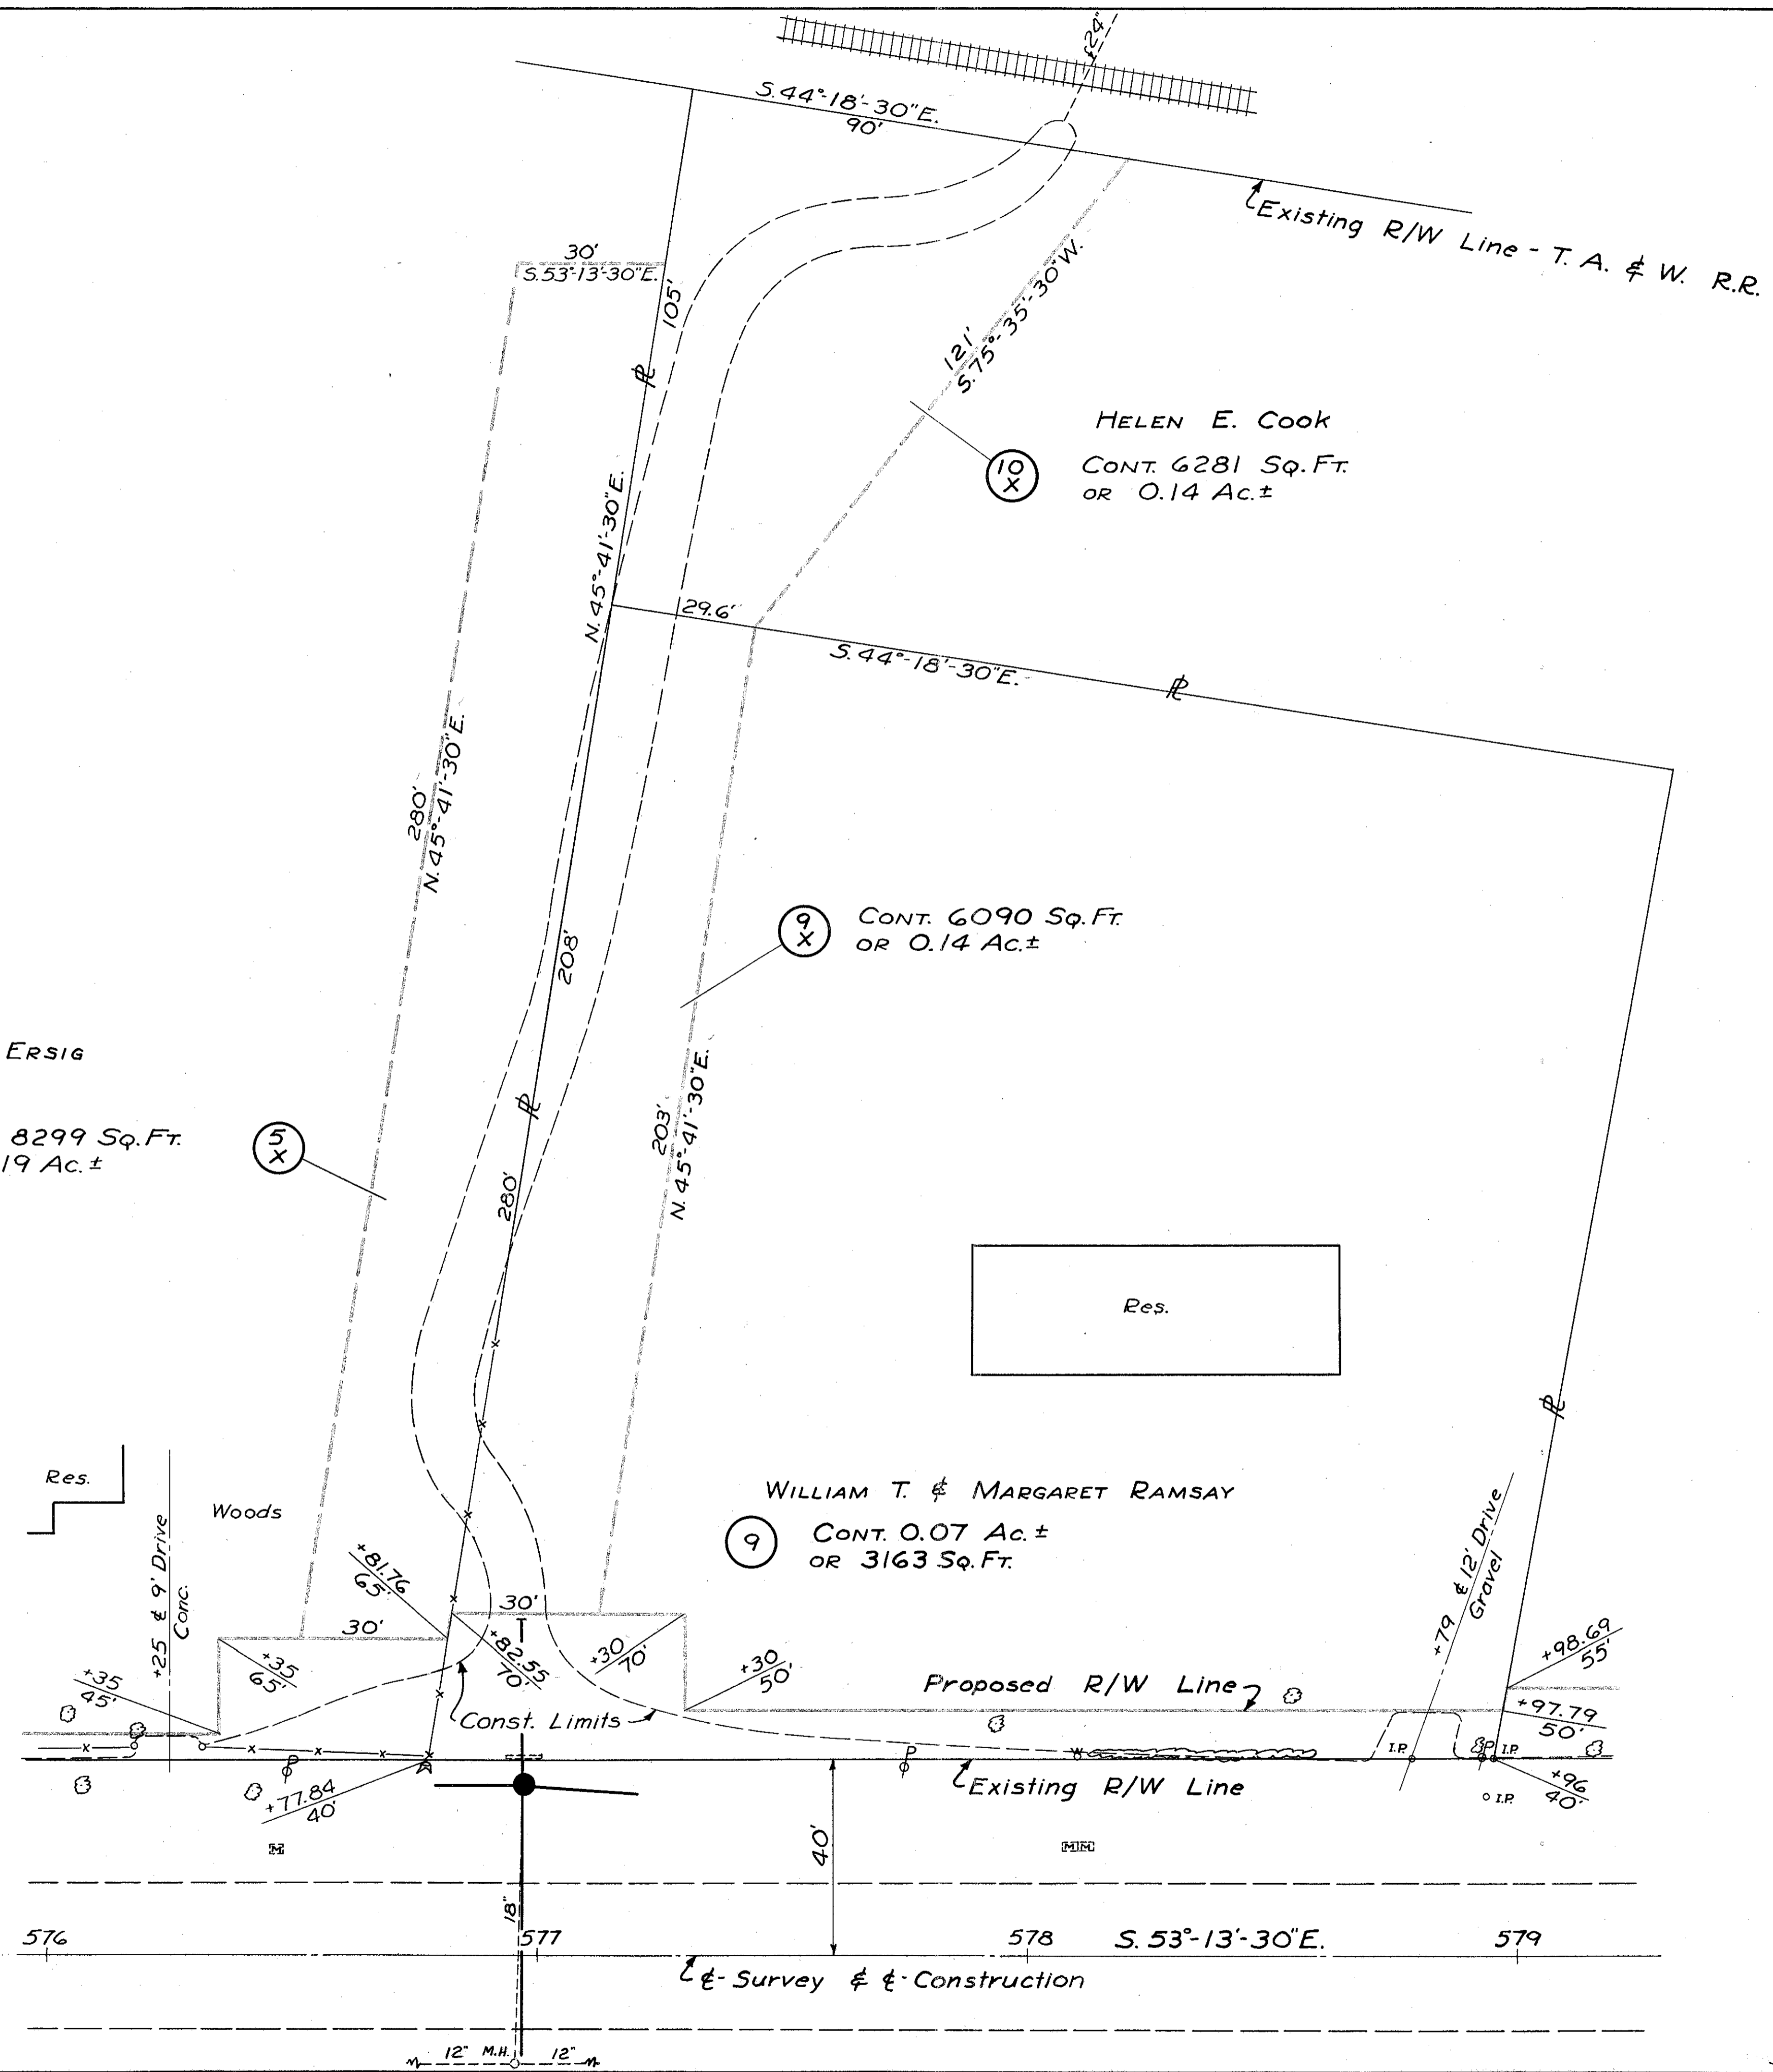 24"
S. 44°-18'-30"E.
90'
Existing R/W Line - T. A. & W. R.R.
30'
S.53°-13'-30"E.
105'
P̶L
N. 45°-41'-30"E.
121'
S.75°-35'-30"W.
HELEN E. COOK
10
X
CONT. 6281 SQ. FT.
OR 0.14 AC.±
29.6'
S. 44°-18'-30"E.
PL
280'
N. 45°-41'-30"E.
9
X
CONT. 6090 SQ. FT.
OR 0.14 AC.±
208'
ERSIG
8299 SQ. FT.
19 AC.±
5
X
PL
203'
N. 45°-41'-30"E.
280'
Res.
PL
Res.
Woods
+25 ₵ 9' Drive
Conc.
WILLIAM T. & MARGARET RAMSAY
9
CONT. 0.07 AC.±
OR 3163 SQ. FT.
+79 ₵ 12' Drive
Gravel
+81.76
65'
30'
30'
+35
45'
+35
65'
+82.55
70'
+30
70'
+30
50'
Proposed R/W Line
+98.69
55'
+97.79
50'
Const. Limits
P
P
W
I.P.
P
I.P.
+77.84
40'
Existing R/W Line
+96
40'
I.P.
M
MM
40'
18"
576
577
578
S. 53°-13'-30"E.
579
₵-Survey & ₵-Construction
12" M.H. 12"